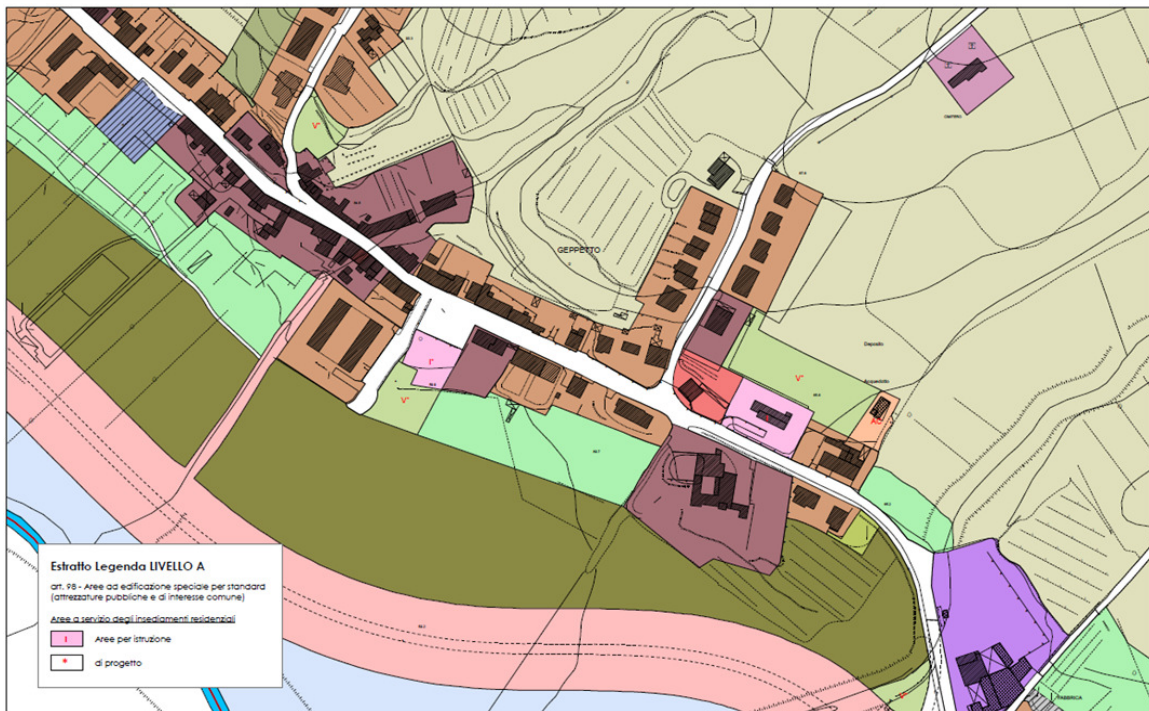 CIMITERO
V*
GEPPETTO
Deposito
I*
V*
Acquedotto
V*
Estratto Legenda LIVELLO A
art. 98 - Aree ad edificazione speciale per standard
(attrezzature pubbliche e di interesse comune)
Aree a servizio degli insediamenti residenziali
I Aree per istruzione
* di progetto
FABBRICA